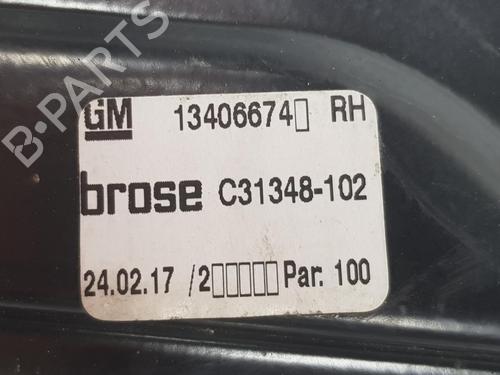 GM 13406674□ RH
brose C31348-102
24.02.17 /2□□□□□ Par. 100
B-PARTS